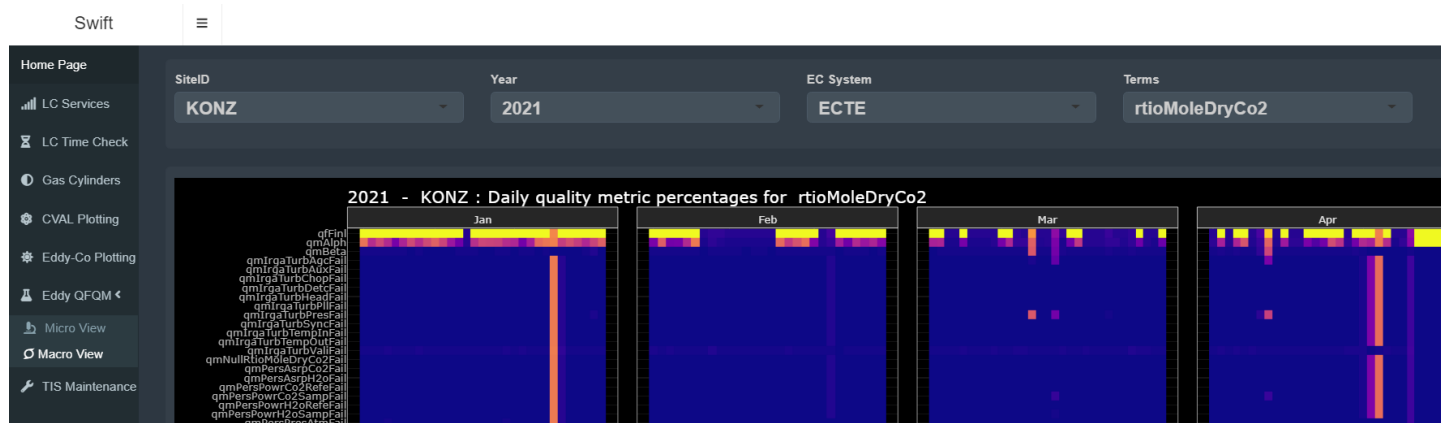 Swift
Home Page
LC Services
LC Time Check
Gas Cylinders
CVAL Plotting
Eddy-Co Plotting
Eddy QFQM
Micro View
Macro View
TIS Maintenance
SiteID Year EC System Terms
KONZ 2021 ECTE rtioMoleDryCo2
2021 - KONZ : Daily quality metric percentages for rtioMoleDryCo2
Jan Feb Mar Apr
qfFinl
qmAlph
qmBeta
qmIrgaTurbAgcFail
qmIrgaTurbAuxFail
qmIrgaTurbChopFail
qmIrgaTurbDetcFail
qmIrgaTurbHeadFail
qmIrgaTurbPllFail
qmIrgaTurbPresFail
qmIrgaTurbSyncFail
qmIrgaTurbTempInFail
qmIrgaTurbTempOutFail
qmIrgaTurbValiFail
qmNullRtioMoleDryCo2Fail
qmPersAsrpCo2Fail
qmPersAsrpH2oFail
qmPersPowrCo2RefeFail
qmPersPowrCo2SampFail
qmPersPowrH2oRefeFail
qmPersPowrH2oSampFail
qmPersPresAtmFail